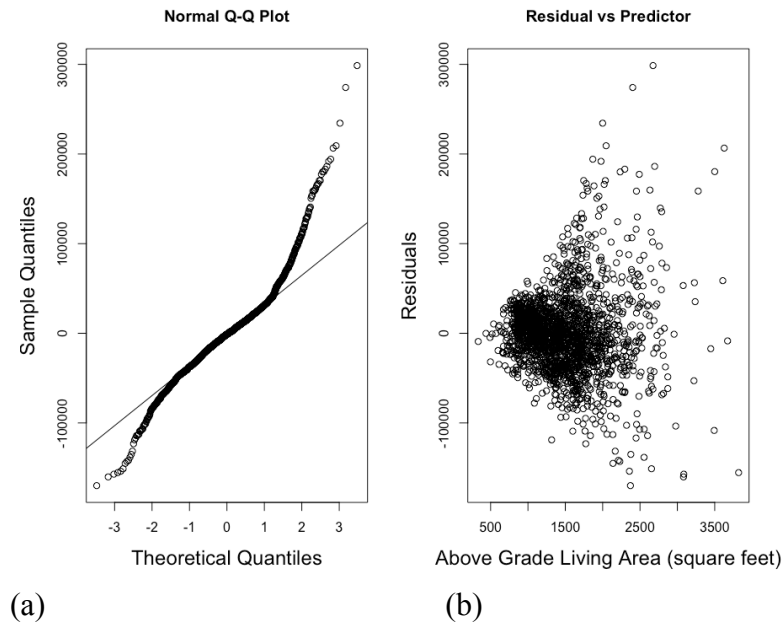 Normal Q-Q Plot
Sample Quantiles
300000
200000
100000
0
-100000
-3 -2 -1 0 1 2 3
Theoretical Quantiles
(a)
Residual vs Predictor
Residuals
300000
200000
100000
0
-100000
500 1500 2500 3500
Above Grade Living Area (square feet)
(b)